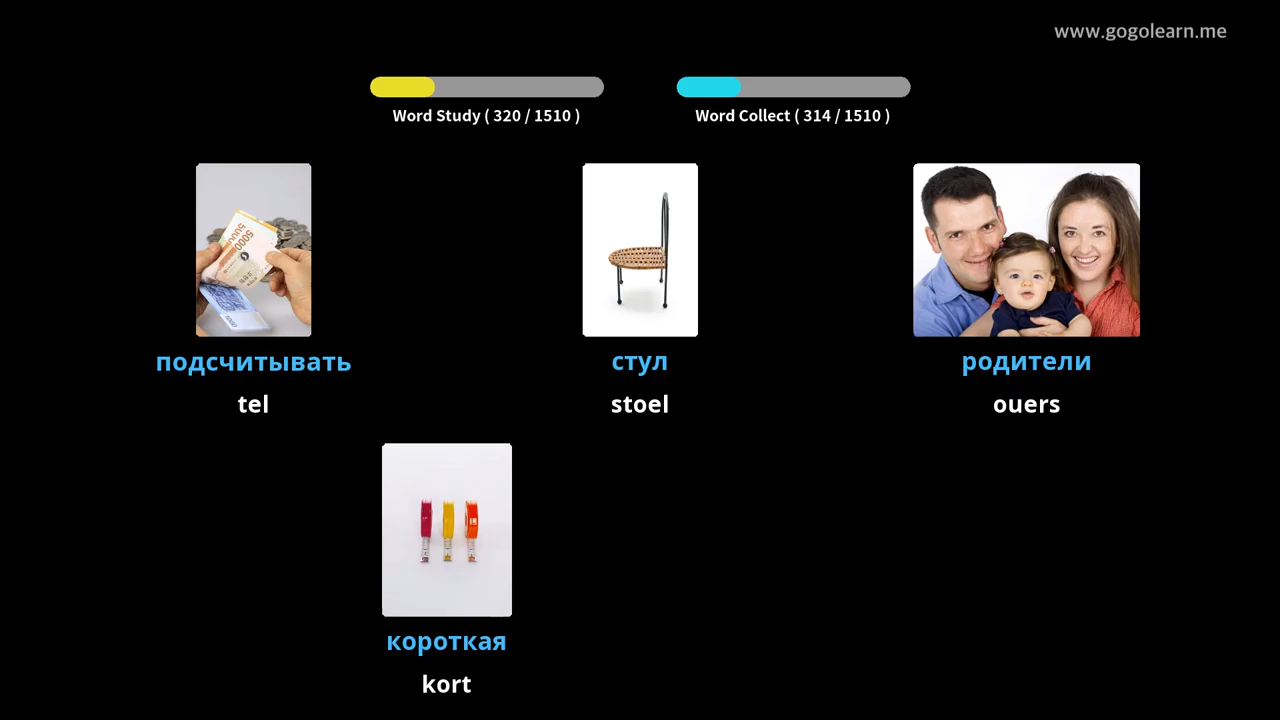 www.gogolearn.me
Word Study ( 320 / 1510 )
Word Collect ( 314 / 1510 )
подсчитывать
tel
стул
stoel
родители
ouers
короткая
kort